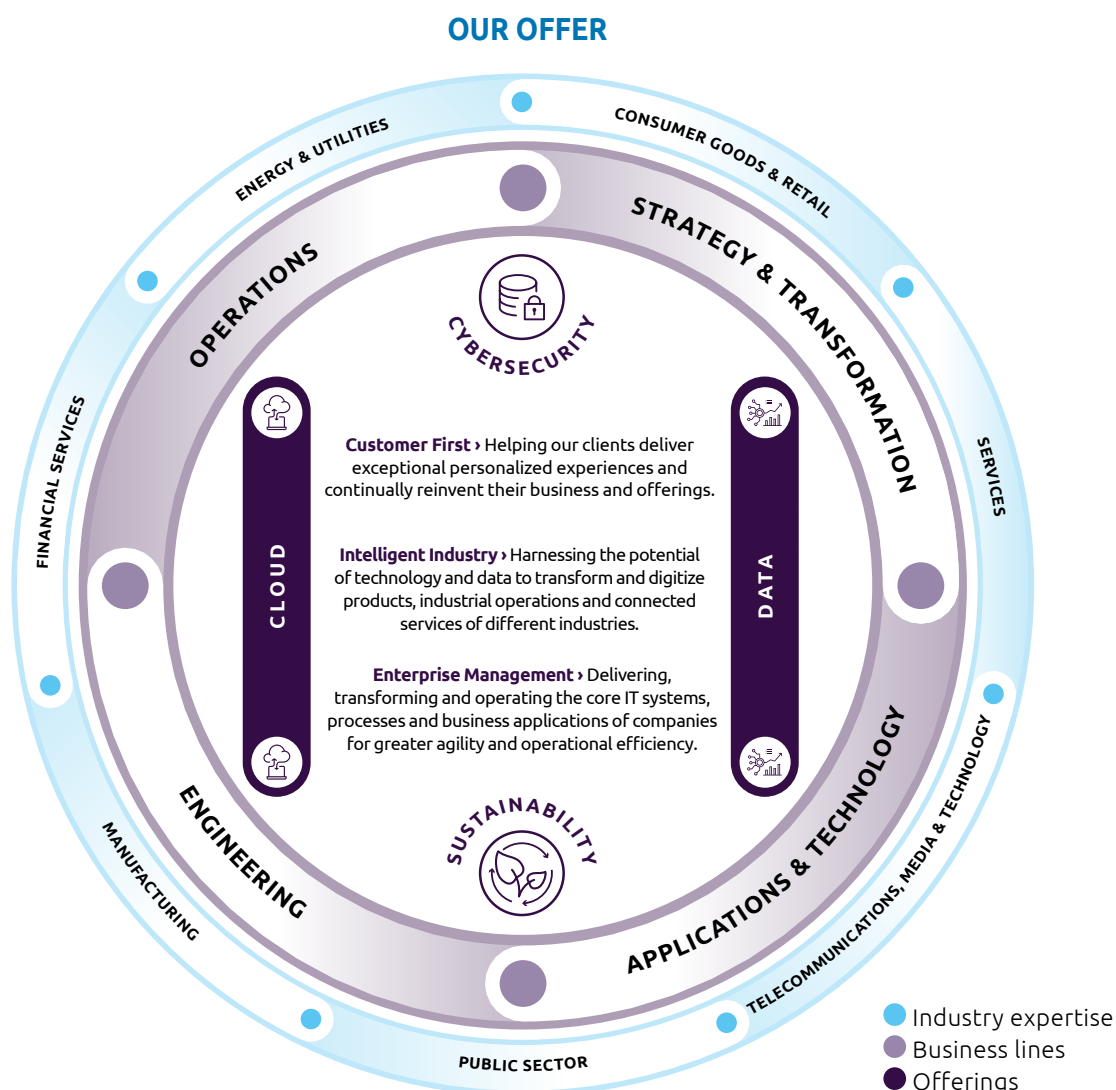 OUR OFFER
CONSUMER GOODS & RETAIL
SERVICES
TELECOMMUNICATIONS, MEDIA & TECHNOLOGY
PUBLIC SECTOR
MANUFACTURING
FINANCIAL SERVICES
ENERGY & UTILITIES
STRATEGY & TRANSFORMATION
APPLICATIONS & TECHNOLOGY
ENGINEERING
OPERATIONS
CYBERSECURITY
CLOUD
Customer First › Helping our clients deliver
exceptional personalized experiences and
continually reinvent their business and offerings.
Intelligent Industry › Harnessing the potential
of technology and data to transform and digitize
products, industrial operations and connected
services of different industries.
Enterprise Management › Delivering,
transforming and operating the core IT systems,
processes and business applications of companies
for greater agility and operational efficiency.
DATA
SUSTAINABILITY
Industry expertise
Business lines
Offerings